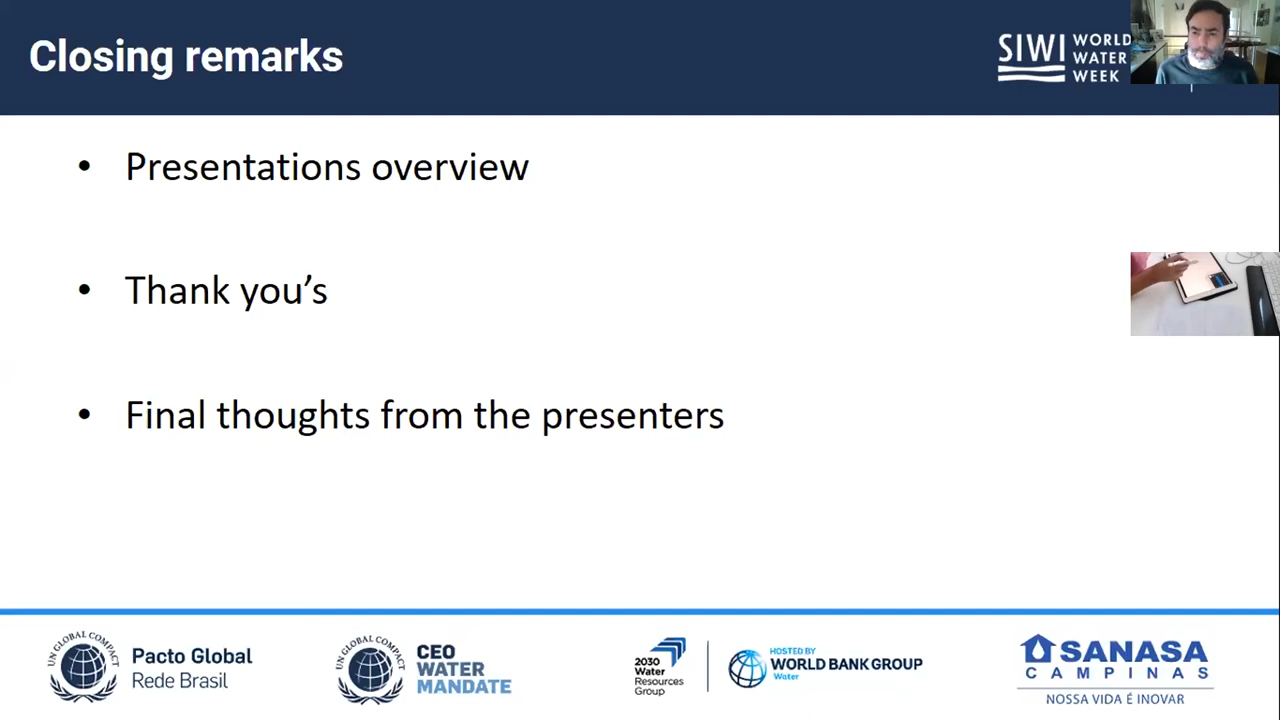 Closing remarks
SIWI WORLD
WATER
WEEK
• Presentations overview
• Thank you’s
• Final thoughts from the presenters
UN GLOBAL COMPACT
Pacto Global
Rede Brasil
UN GLOBAL COMPACT
CEO
WATER
MANDATE
2030
Water
Resources
Group
HOSTED BY
WORLD BANK GROUP
Water
SANASA
CAMPINAS
NOSSA VIDA É INOVAR